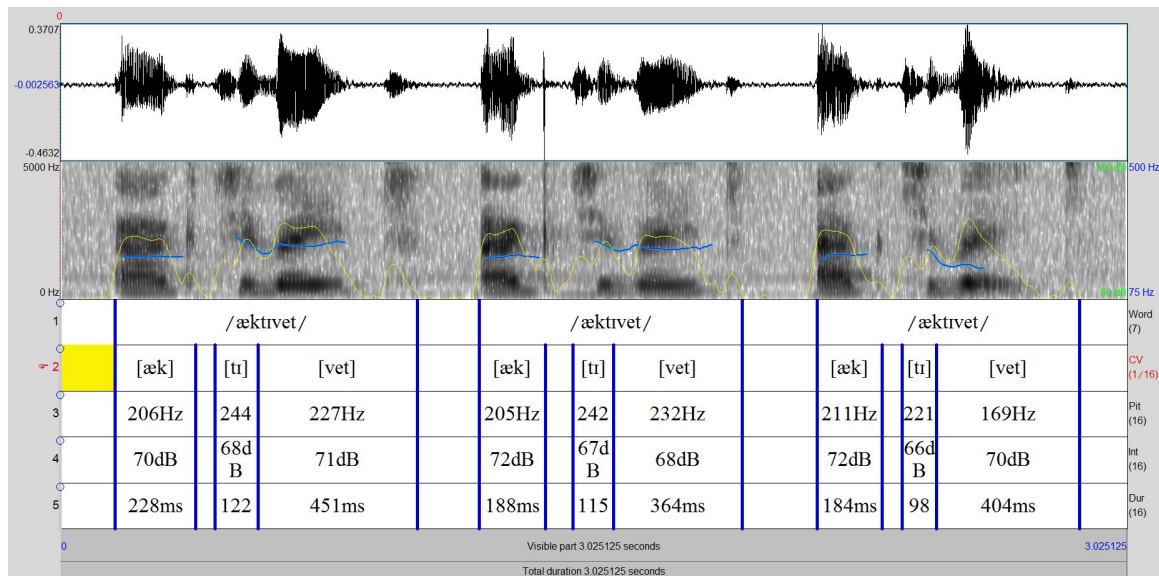 0
0.3707
-0.002563
-0.4632
5000 Hz
500 Hz
0 Hz
75 Hz
1 /æktɪvet/ /æktɪvet/ /æktɪvet/ Word (7)
2 [æk] [tɪ] [vet] [æk] [tɪ] [vet] [æk] [tɪ] [vet] CV (1/16)
3 206Hz 244 227Hz 205Hz 242 232Hz 211Hz 221 169Hz Pit (16)
4 70dB 68dB 71dB 72dB 67dB 68dB 72dB 66dB 70dB Int (16)
5 228ms 122 451ms 188ms 115 364ms 184ms 98 404ms Dur (16)
0 Visible part 3.025125 seconds 3.025125
Total duration 3.025125 seconds